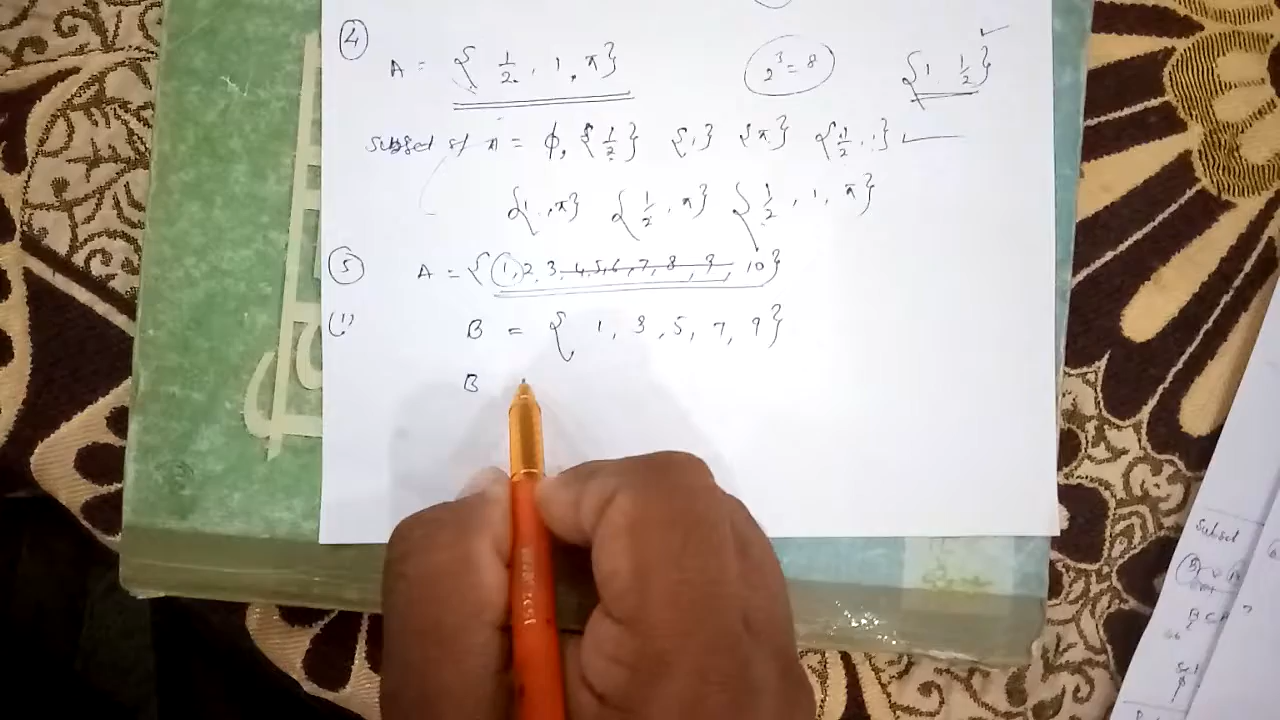 ④
A = { 1/2, 1, π} 2³ = 8 {1, 1/2}
subset of = ϕ, {1/2} {1} {π} {1/2, 1}
{1, π} {1/2, π} {1/2, 1, π}
⑤ A = {1, 2, 3, 4, 5, 6, 7, 8, 9, 10}
(1) B = { 1, 3, 5, 7, 9}
B
subset
B C A ?